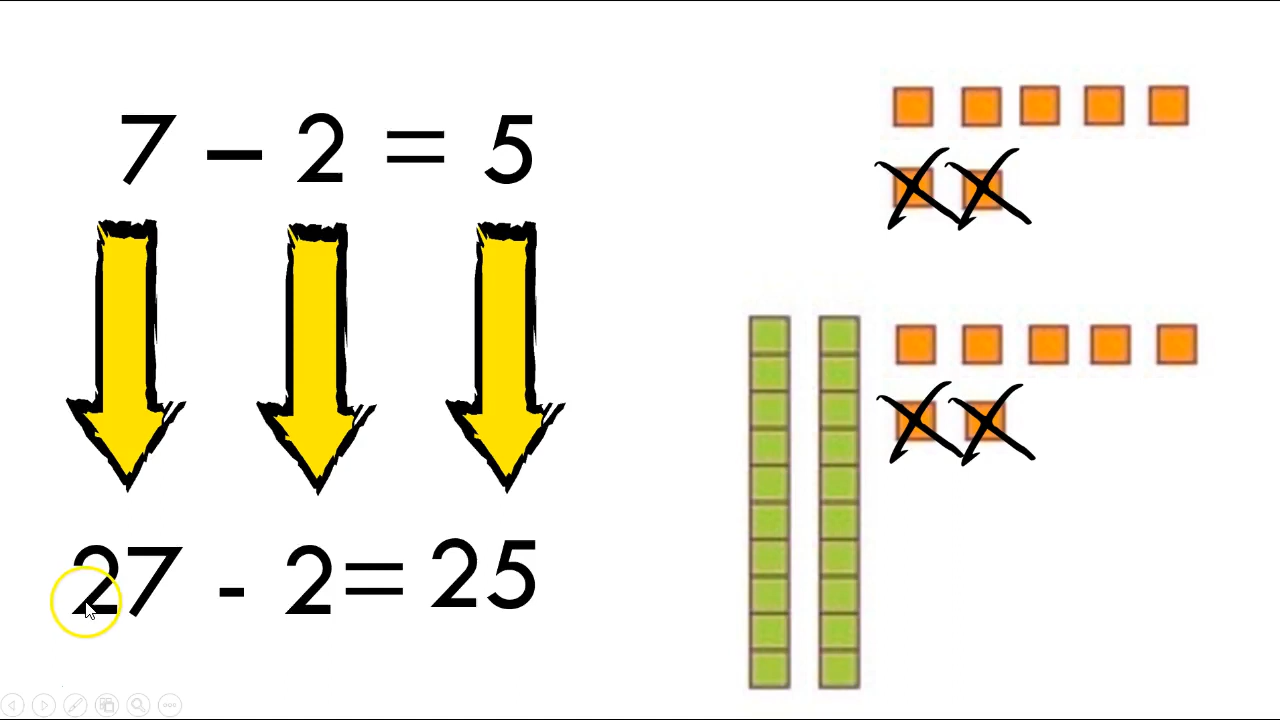 7 – 2 = 5
27 - 2= 25